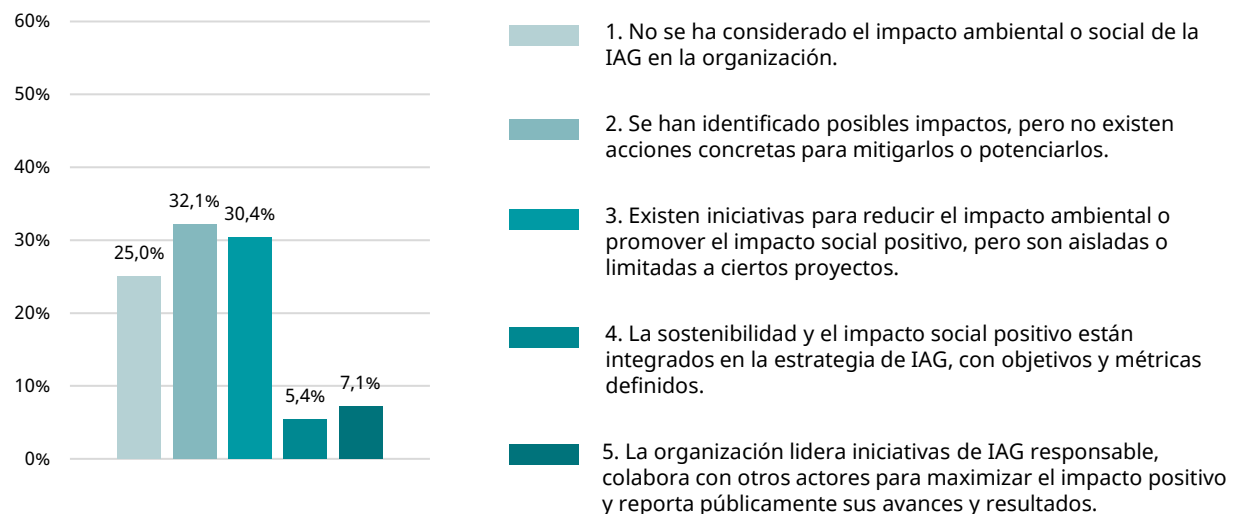 60%
50%
40%
30%
20%
10%
0%
25,0%
32,1%
30,4%
5,4%
7,1%
1. No se ha considerado el impacto ambiental o social de la
IAG en la organización.
2. Se han identificado posibles impactos, pero no existen
acciones concretas para mitigarlos o potenciarlos.
3. Existen iniciativas para reducir el impacto ambiental o
promover el impacto social positivo, pero son aisladas o
limitadas a ciertos proyectos.
4. La sostenibilidad y el impacto social positivo están
integrados en la estrategia de IAG, con objetivos y métricas
definidos.
5. La organización lidera iniciativas de IAG responsable,
colabora con otros actores para maximizar el impacto positivo
y reporta públicamente sus avances y resultados.